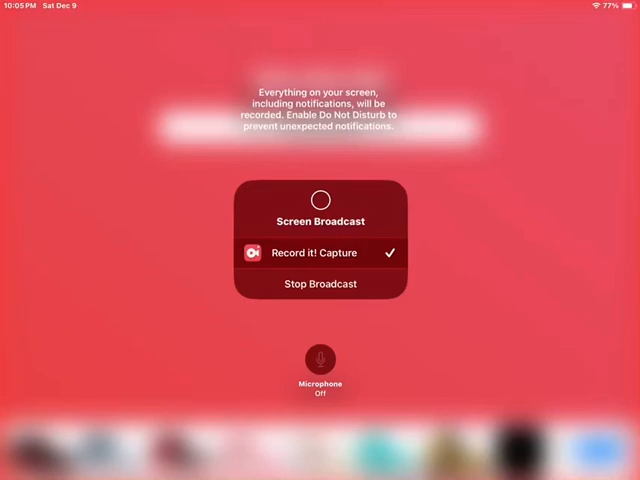 10:05 PM Sat Dec 9
77%
Everything on your screen,
including notifications, will be
recorded. Enable Do Not Disturb to
prevent unexpected notifications.
Screen Broadcast
Record it! Capture
Stop Broadcast
Microphone
Off